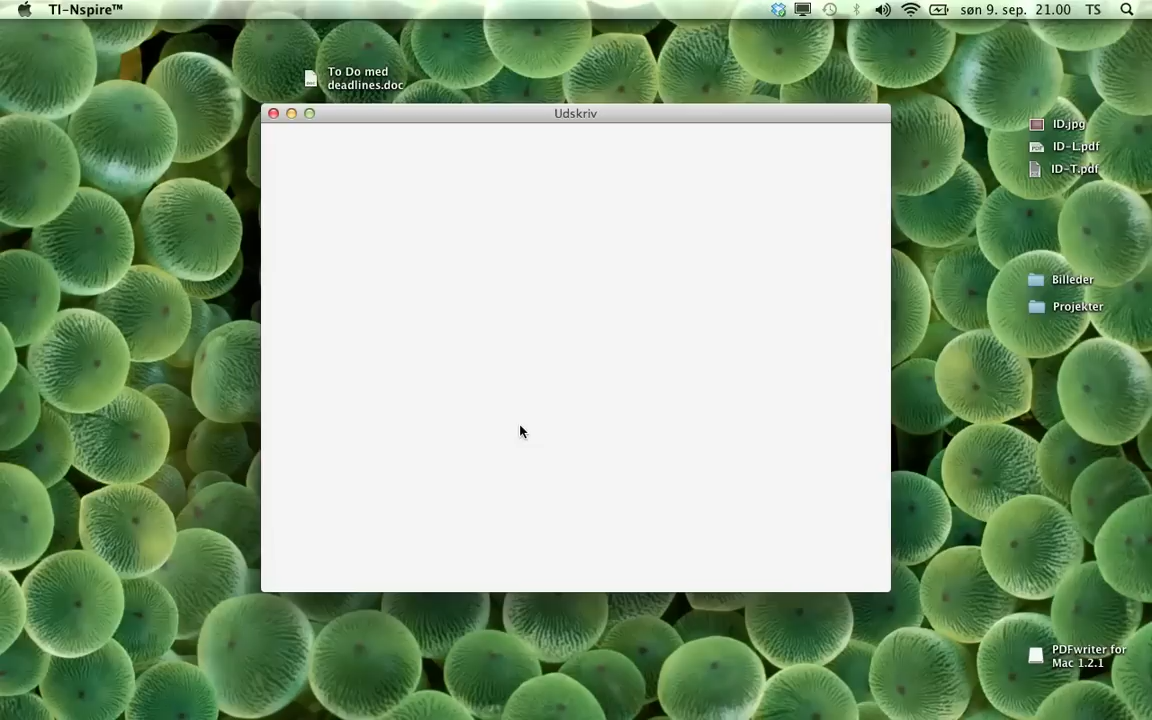 TI-Nspire™
søn 9. sep. 21.00
TS
To Do med
deadlines.doc
Udskriv
ID.jpg
ID-L.pdf
ID-T.pdf
Billeder
Projekter
PDFwriter for
Mac 1.2.1